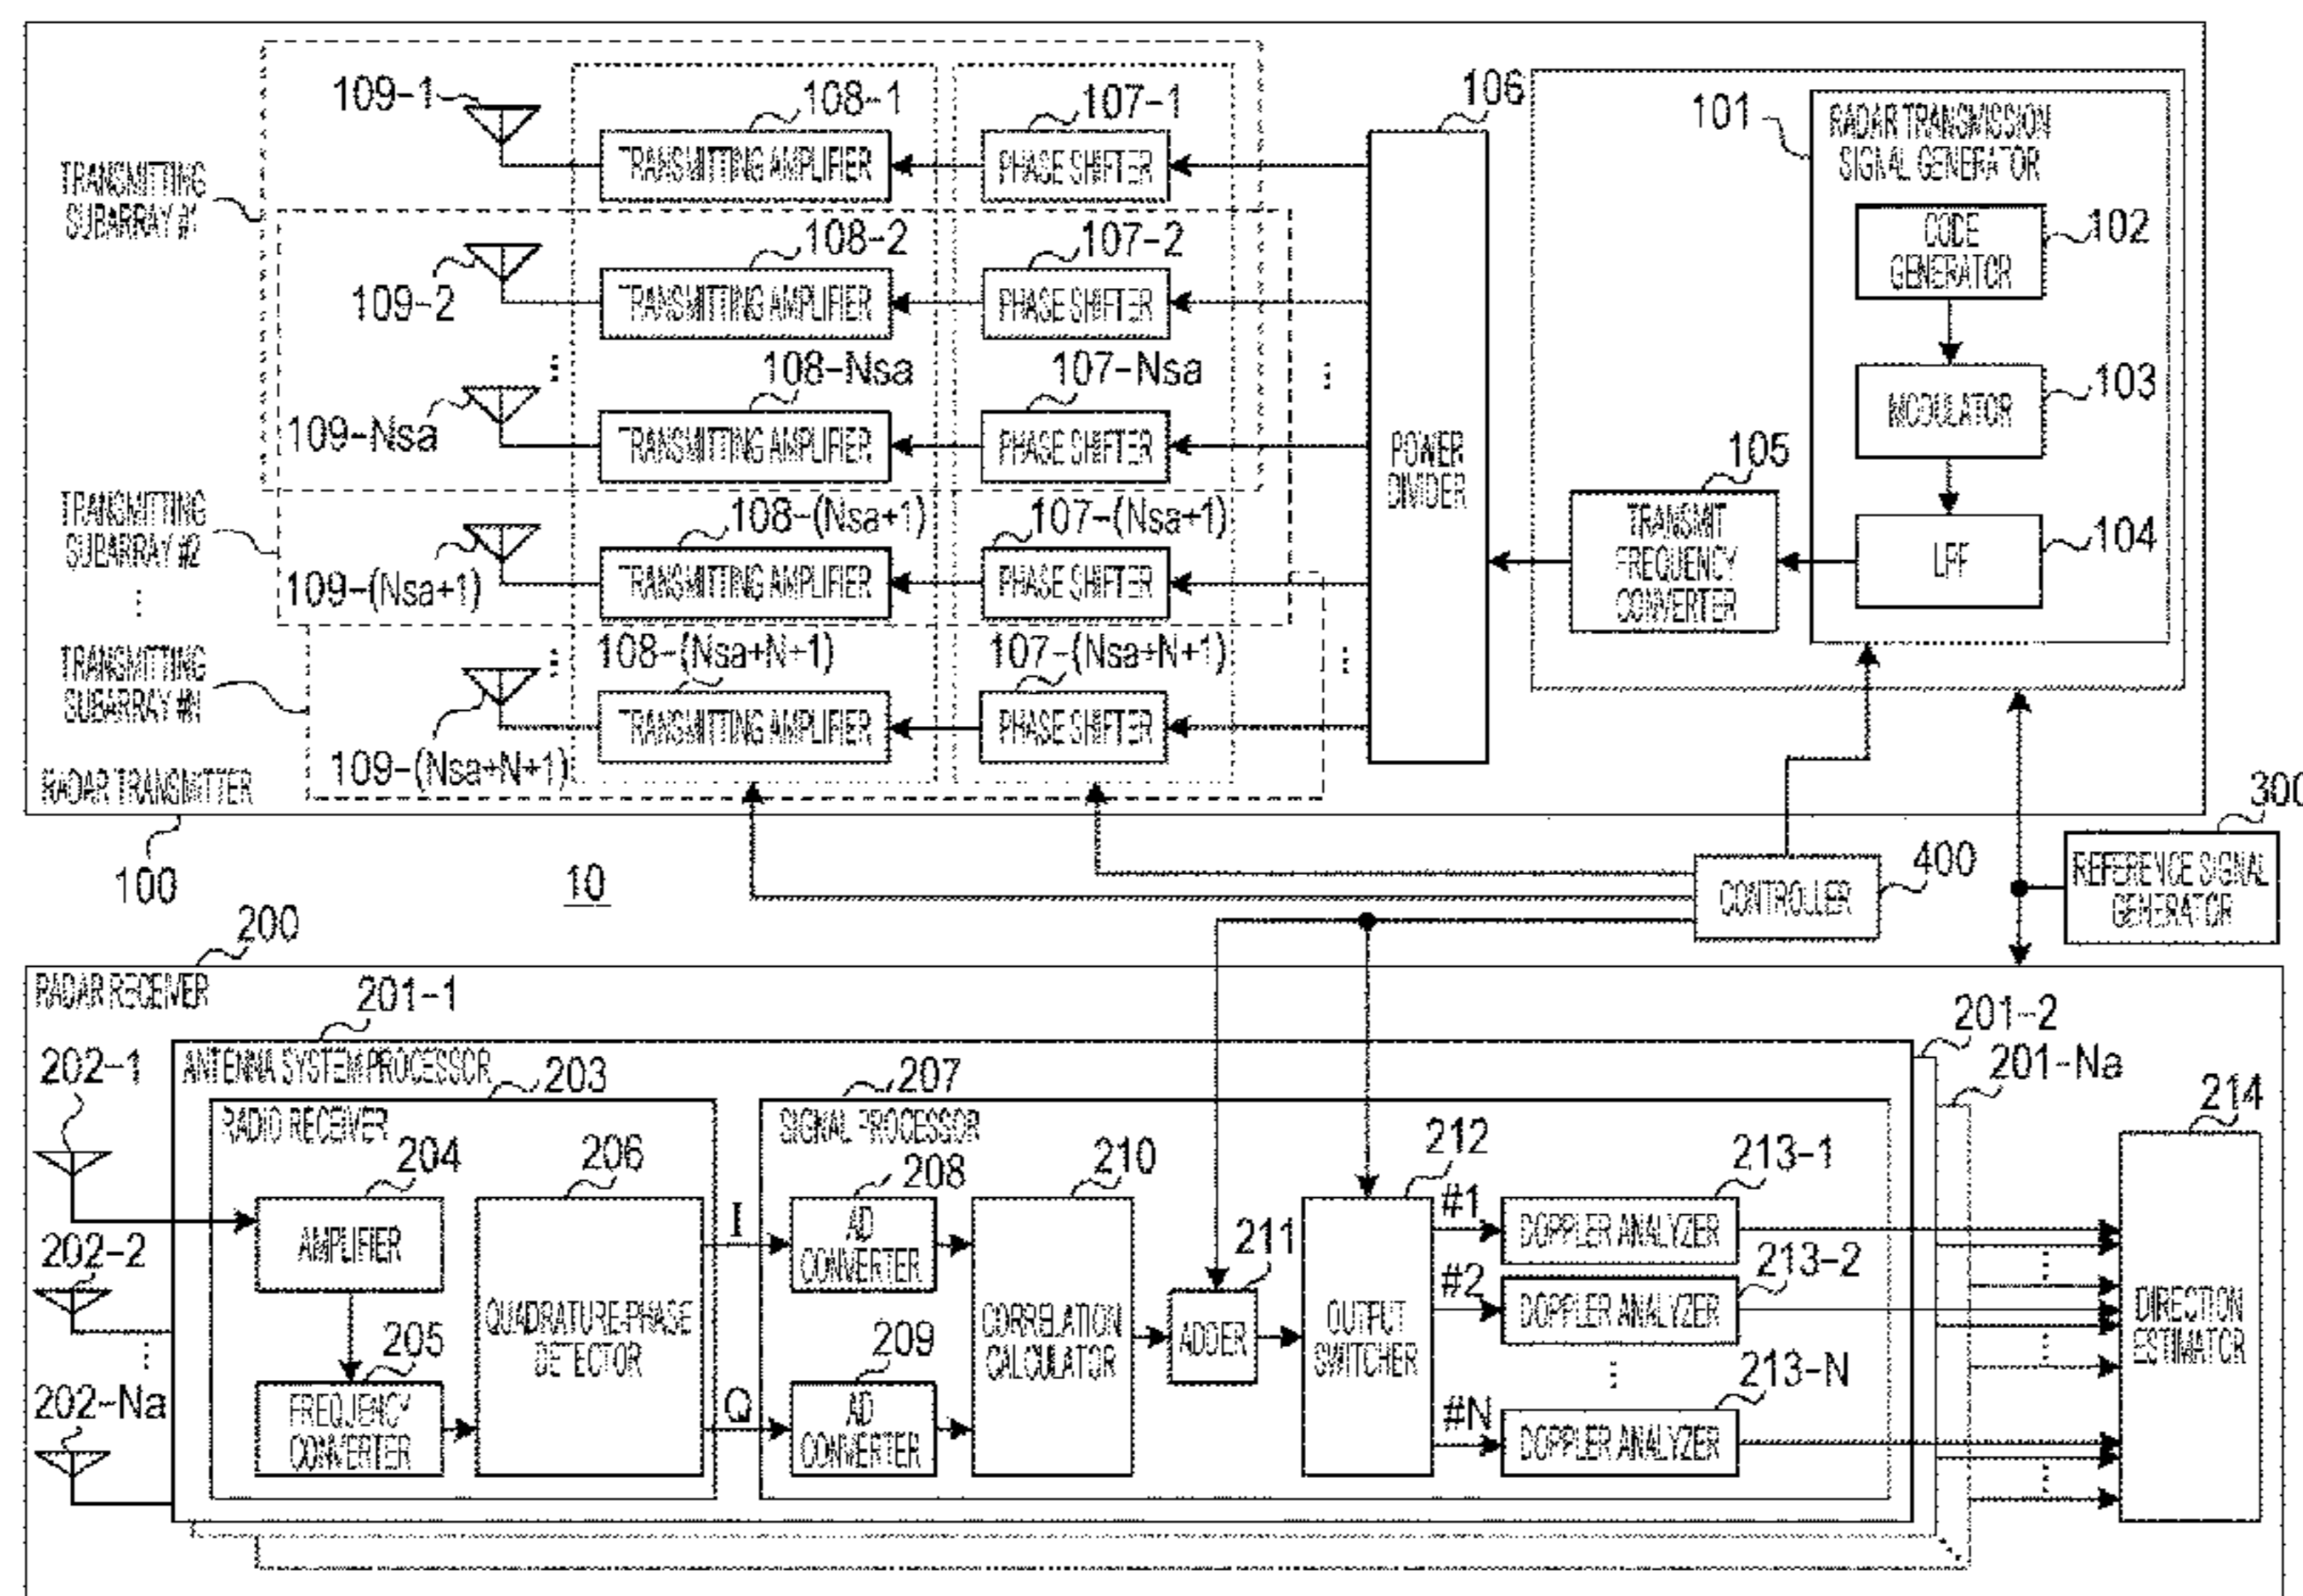 109-1
108-1
107-1
106
101
RADAR TRANSMISSION
SIGNAL GENERATOR
TRANSMITTING
SUBARRAY #1
TRANSMITTING AMPLIFIER
PHASE SHIFTER
CODE
GENERATOR
102
109-2
108-2
107-2
TRANSMITTING AMPLIFIER
PHASE SHIFTER
108-Nsa
107-Nsa
MODULATOR
103
109-Nsa
TRANSMITTING AMPLIFIER
PHASE SHIFTER
POWER
DIVIDER
105
TRANSMITTING
SUBARRAY #2
108-(Nsa+1)
107-(Nsa+1)
TRANSMIT
FREQUENCY
CONVERTER
LPF
104
109-(Nsa+1)
TRANSMITTING AMPLIFIER
PHASE SHIFTER
108-(Nsa+N+1)
107-(Nsa+N+1)
TRANSMITTING
SUBARRAY #N
TRANSMITTING AMPLIFIER
PHASE SHIFTER
109-(Nsa+N+1)
RADAR TRANSMITTER
100
10
300
400
CONTROLLER
REFERENCE SIGNAL
GENERATOR
200
RADAR RECEIVER
201-1
201-2
201-Na
202-1
ANTENNA SYSTEM PROCESSOR
203
207
214
RADIO RECEIVER
SIGNAL PROCESSOR
204
206
208
210
212
213-1
AMPLIFIER
I
AD
CONVERTER
211
#1
DOPPLER ANALYZER
202-2
213-2
#2
DOPPLER ANALYZER
QUADRATURE-PHASE
DETECTOR
CORRELATION
CALCULATOR
ADDER
OUTPUT
SWITCHER
DIRECTION
ESTIMATOR
205
209
213-N
202-Na
FREQUENCY
CONVERTER
Q
AD
CONVERTER
#N
DOPPLER ANALYZER